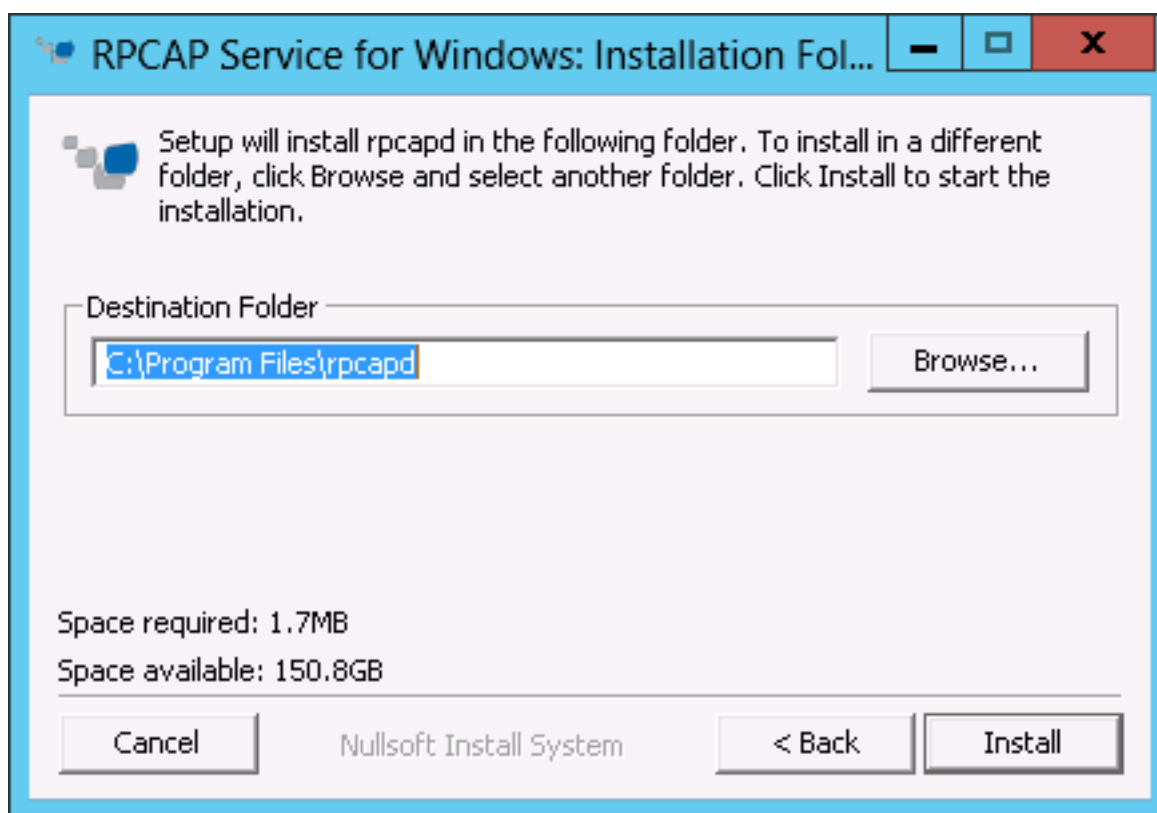 RPCAP Service for Windows: Installation Fol...
Setup will install rpcapd in the following folder. To install in a different
folder, click Browse and select another folder. Click Install to start the
installation.
Destination Folder
C:\Program Files\rpcapd
Browse...
Space required: 1.7MB
Space available: 150.8GB
Cancel
Nullsoft Install System
< Back
Install